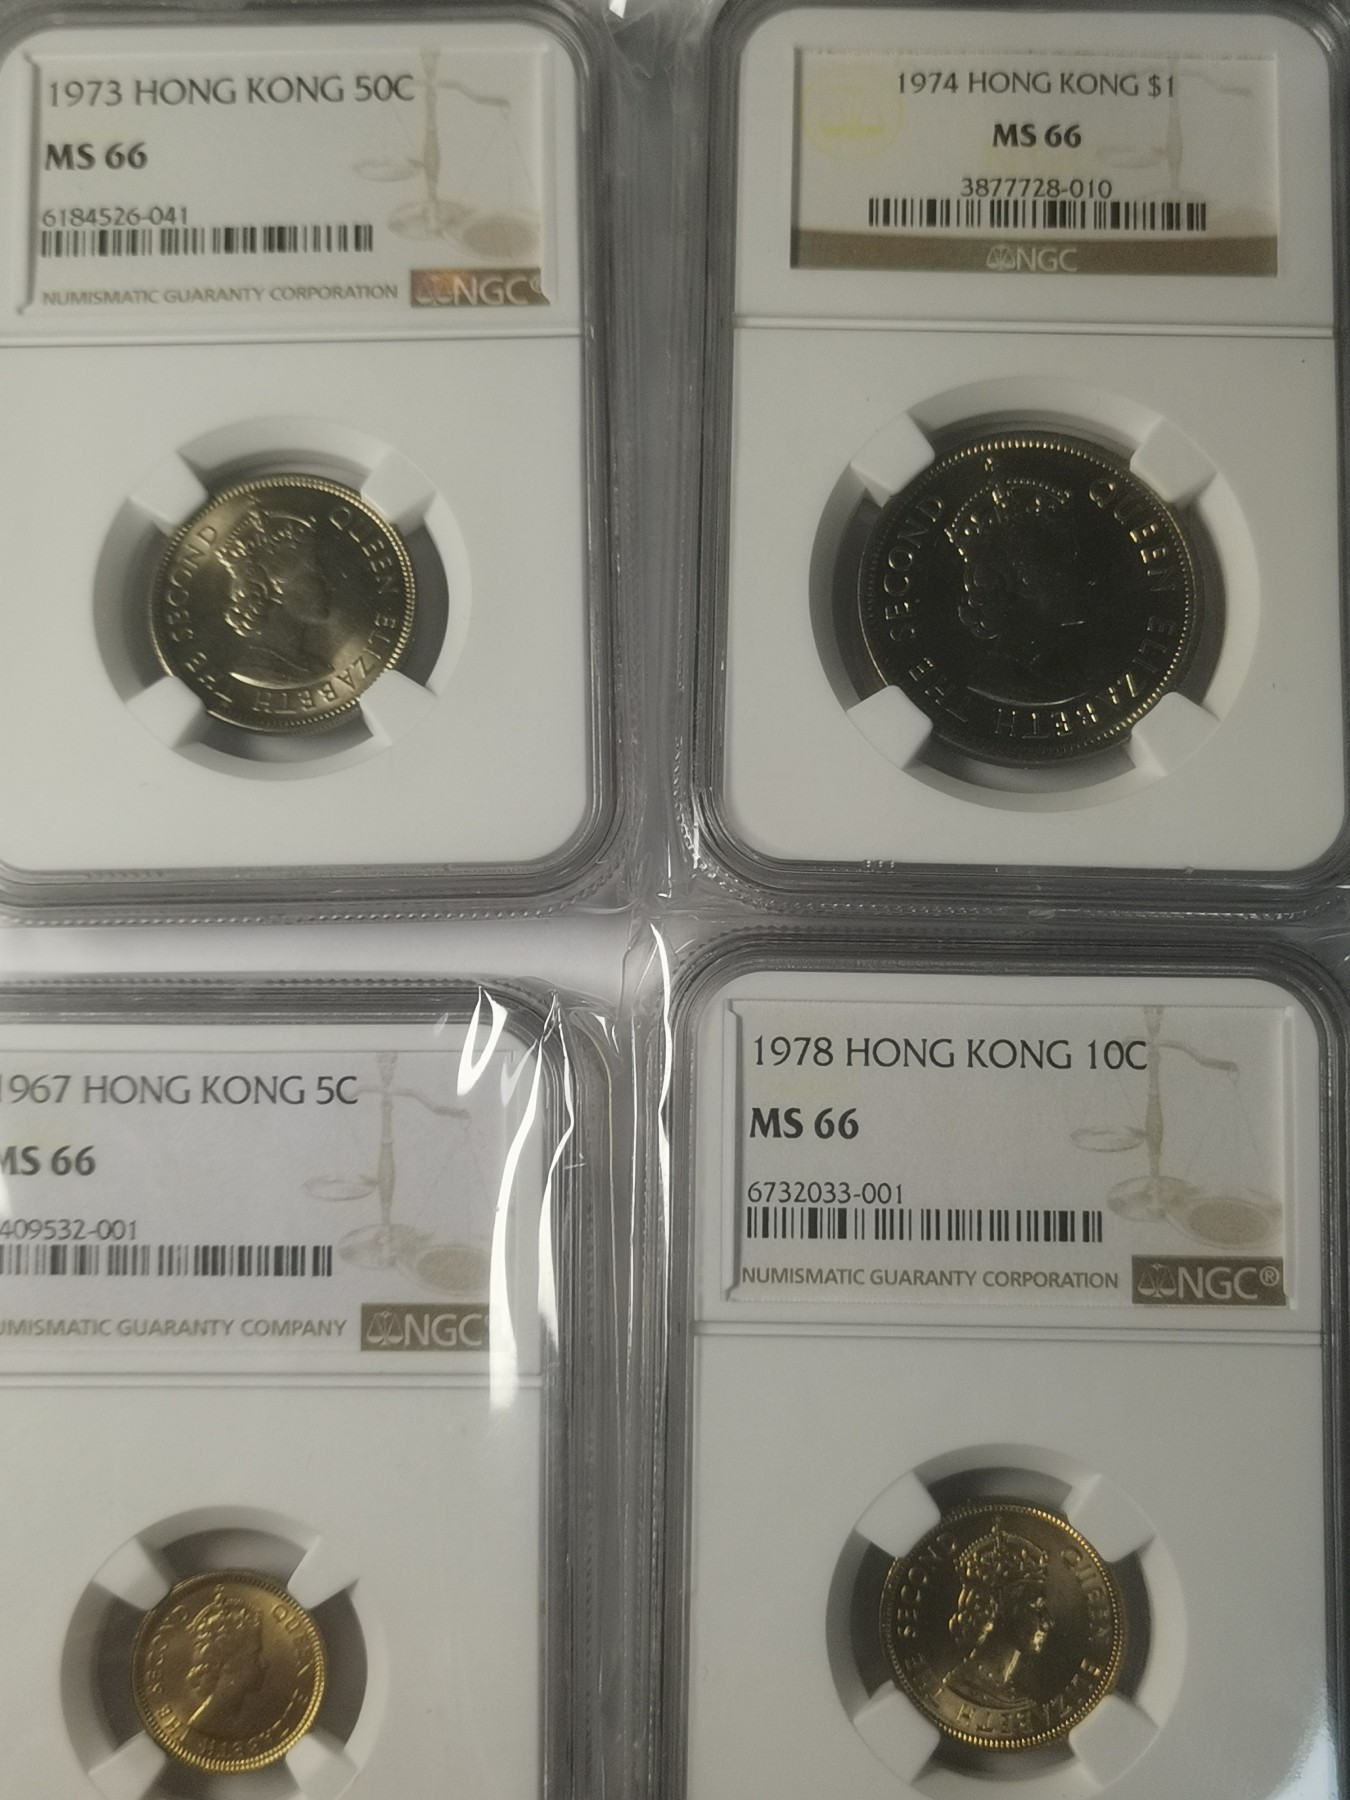 1973 HONG KONG 50C
MS 66
6184526-041
NUMISMATIC GUARANTY CORPORATION NGC
QUEEN ELIZABETH THE SECOND
1974 HONG KONG $1
MS 66
3877728-010
NGC
QUEEN ELIZABETH THE SECOND
1967 HONG KONG 5C
MS 66
409532-001
UMISMATIC GUARANTY COMPANY NGC
QUEEN ELIZABETH THE SECOND
1978 HONG KONG 10C
MS 66
6732033-001
NUMISMATIC GUARANTY CORPORATION NGC®
QUEEN ELIZABETH THE SECOND